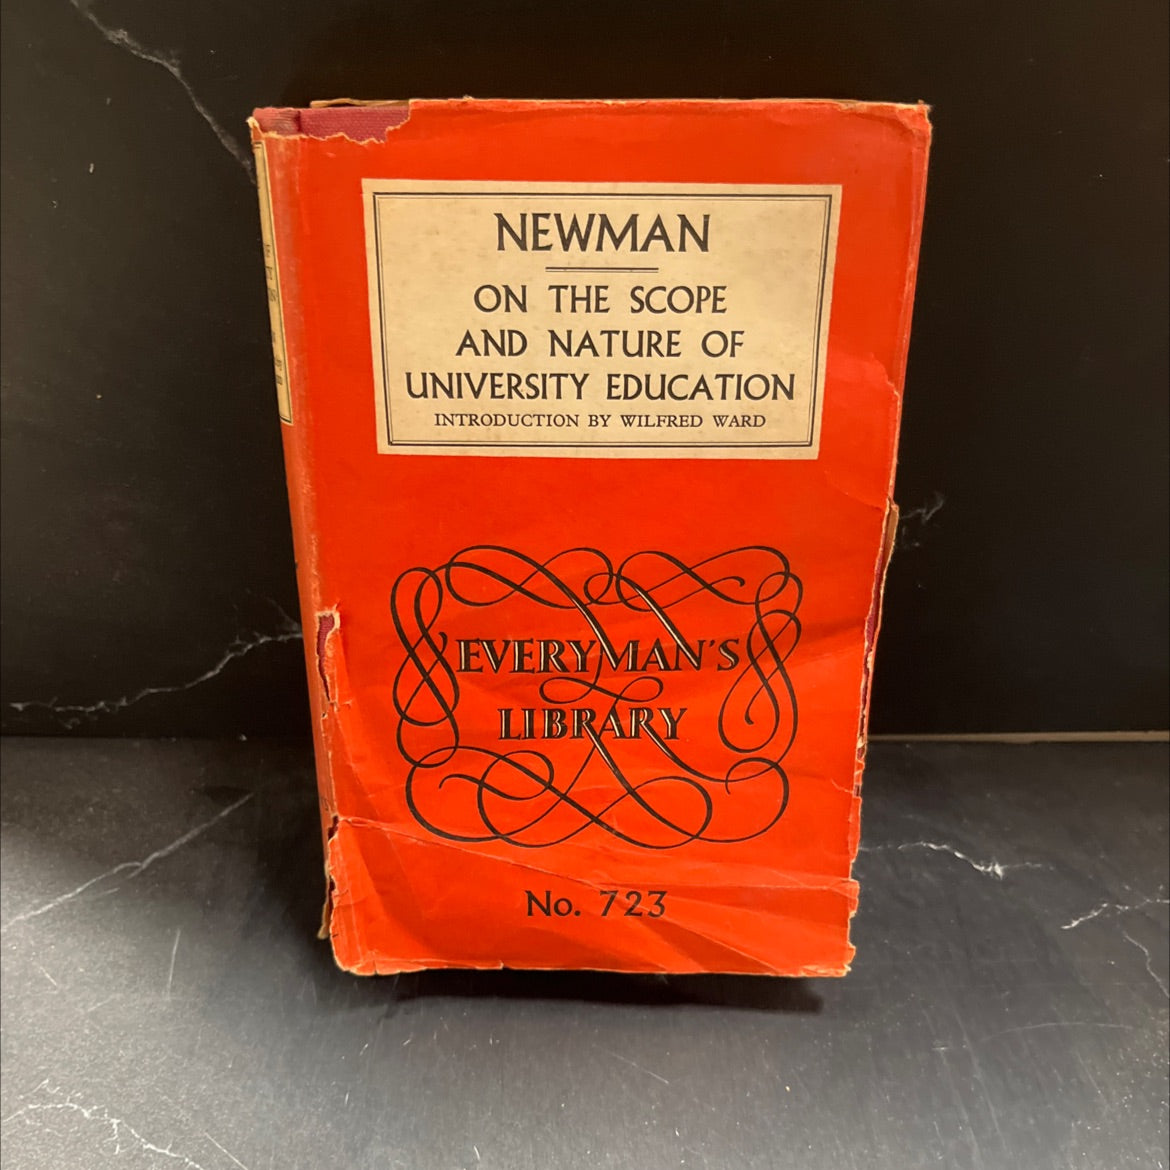 NEWMAN
ON THE SCOPE
AND NATURE OF
UNIVERSITY EDUCATION
INTRODUCTION BY WILFRED WARD
EVERYMAN'S
LIBRARY
No. 723